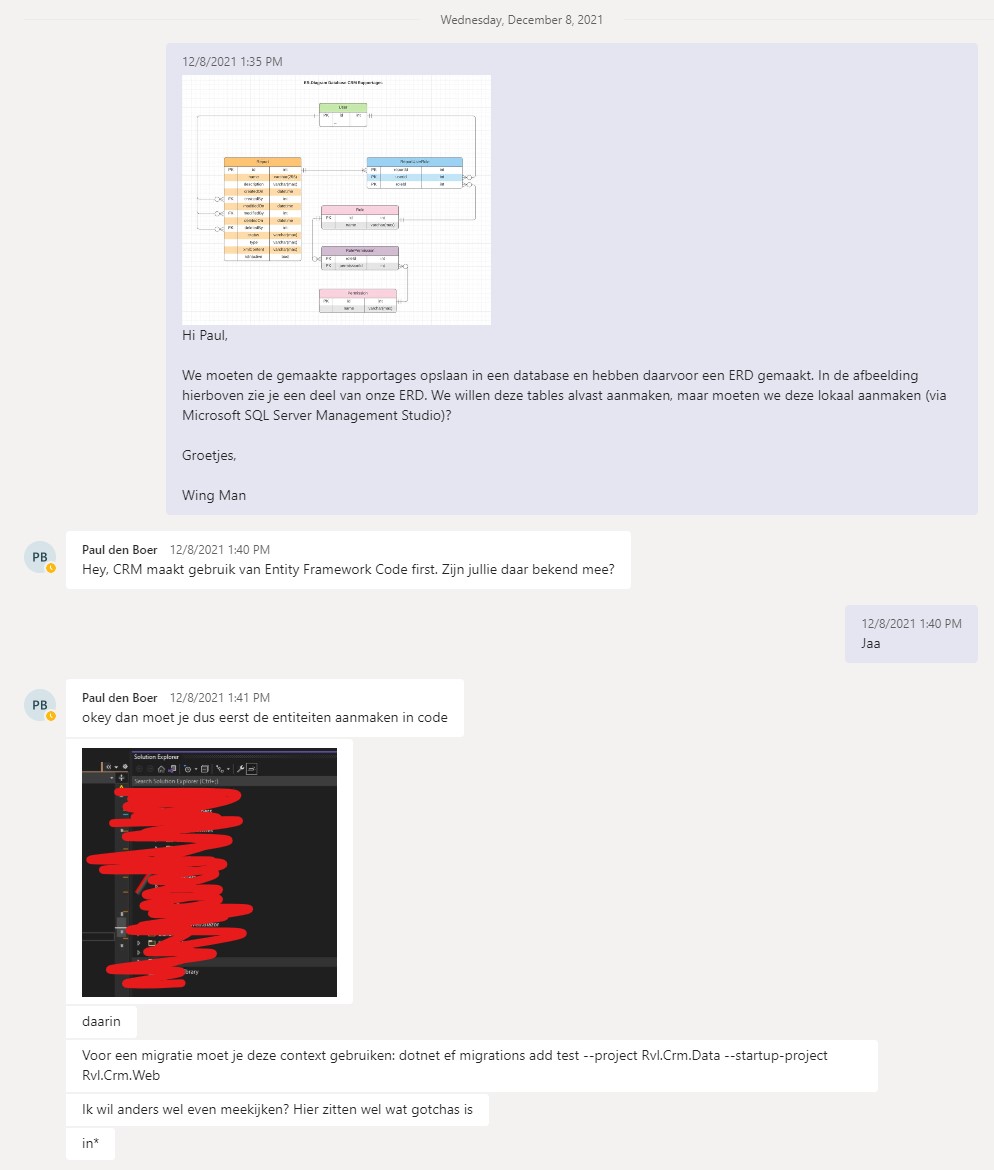 Wednesday, December 8, 2021
12/8/2021 1:35 PM
ER-Diagram Database CRM Rapportages
User
PK id int
...
Report
PK id int
name varchar(255)
description varchar(max)
createdOn datetime
PK createdBy int
modifiedOn datetime
PK modifiedBy int
deletedOn datetime
PK deletedBy int
status varchar(max)
type varchar(max)
xmlContent varchar(max)
isInactive bool
ReportUserRole
PK reportId int
PK userId int
PK roleId int
Role
PK id int
name varchar(max)
RolePermission
PK roleId int
PK permissionId int
Permission
PK id int
name varchar(max)
Hi Paul,
We moeten de gemaakte rapportages opslaan in een database en hebben daarvoor een ERD gemaakt. In de afbeelding
hierboven zie je een deel van onze ERD. We willen deze tables alvast aanmaken, maar moeten we deze lokaal aanmaken (via
Microsoft SQL Server Management Studio)?
Groetjes,
Wing Man
PB
Paul den Boer 12/8/2021 1:40 PM
Hey, CRM maakt gebruik van Entity Framework Code first. Zijn jullie daar bekend mee?
12/8/2021 1:40 PM
Jaa
PB
Paul den Boer 12/8/2021 1:41 PM
okey dan moet je dus eerst de entiteiten aanmaken in code
Solution Explorer
Search Solution Explorer (Ctrl+;)
daarin
Voor een migratie moet je deze context gebruiken: dotnet ef migrations add test --project Rvl.Crm.Data --startup-project
Rvl.Crm.Web
Ik wil anders wel even meekijken? Hier zitten wel wat gotchas is
in*